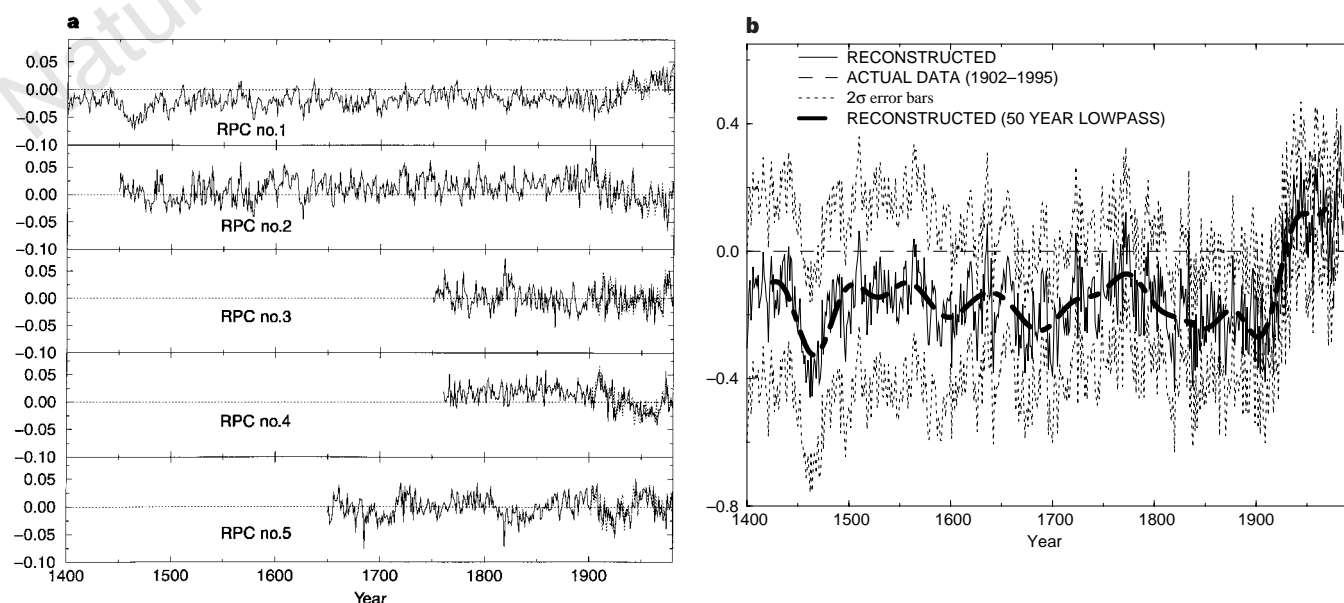 Natur
a
0.05
0.00
−0.05
−0.10
RPC no.1
0.05
0.00
−0.05
−0.10
RPC no.2
0.05
0.00
−0.05
−0.10
RPC no.3
0.05
0.00
−0.05
−0.10
RPC no.4
0.05
0.00
−0.05
−0.10
RPC no.5
1400 1500 1600 1700 1800 1900
Year
b
RECONSTRUCTED
ACTUAL DATA (1902–1995)
2σ error bars
RECONSTRUCTED (50 YEAR LOWPASS)
0.4
0.0
−0.4
−0.8
1400 1500 1600 1700 1800 1900
Year